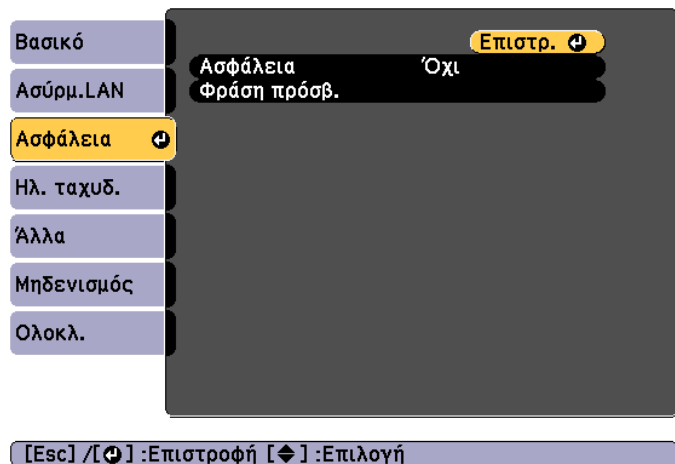 Βασικό
Ασύρμ.LAN
Ασφάλεια
Ηλ. ταχυδ.
Άλλα
Μηδενισμός
Ολοκλ.
Επιστρ.
Ασφάλεια Όχι
Φράση πρόσβ.
[Esc] /[⏎] :Επιστροφή [◆] :Επιλογή